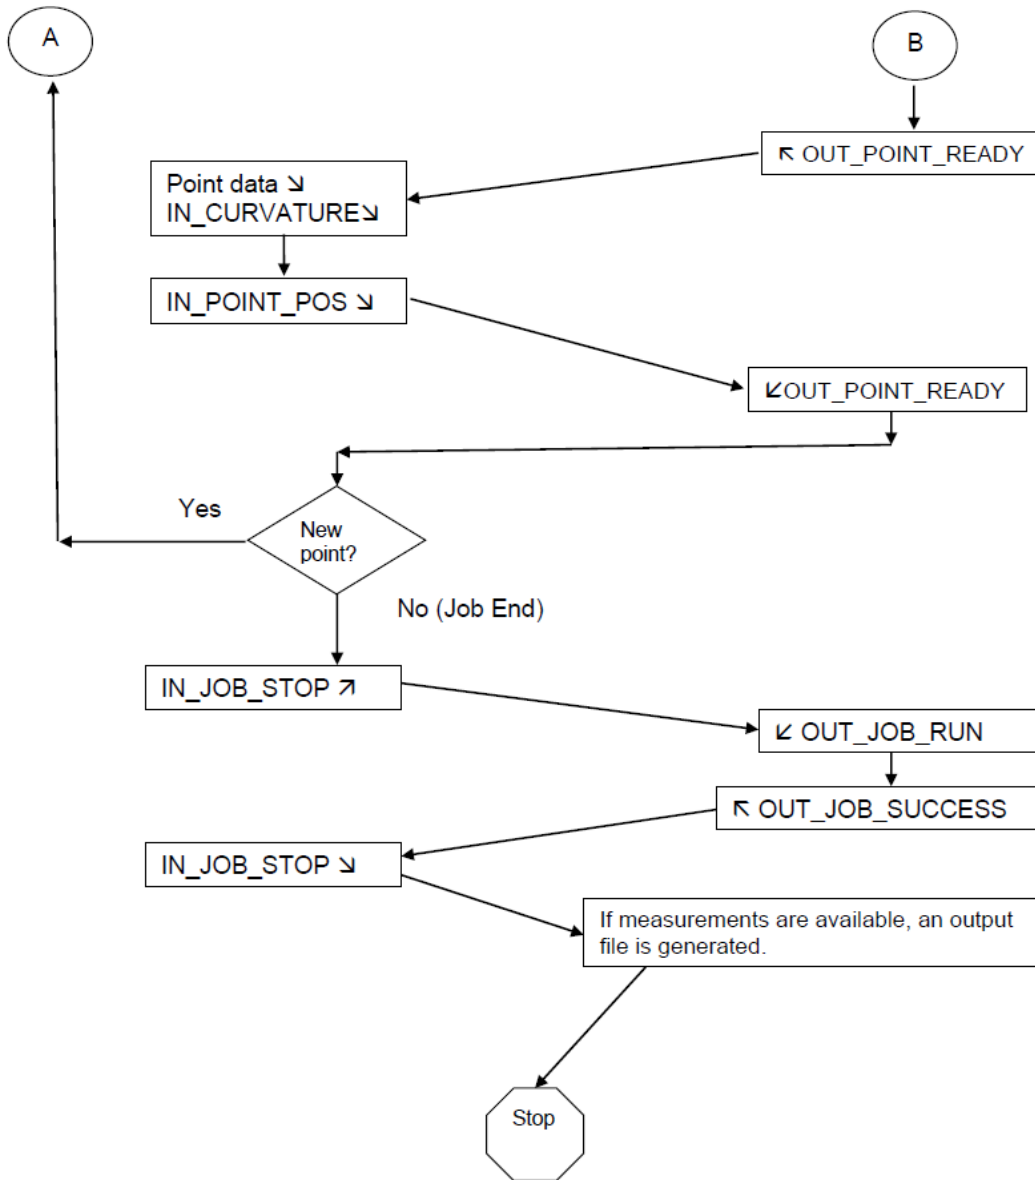 A
B
↖ OUT_POINT_READY
Point data ↘
IN_CURVATURE↘
IN_POINT_POS ↘
↙OUT_POINT_READY
Yes
New
point?
No (Job End)
IN_JOB_STOP ↗
↙ OUT_JOB_RUN
↖ OUT_JOB_SUCCESS
IN_JOB_STOP ↘
If measurements are available, an output
file is generated.
Stop